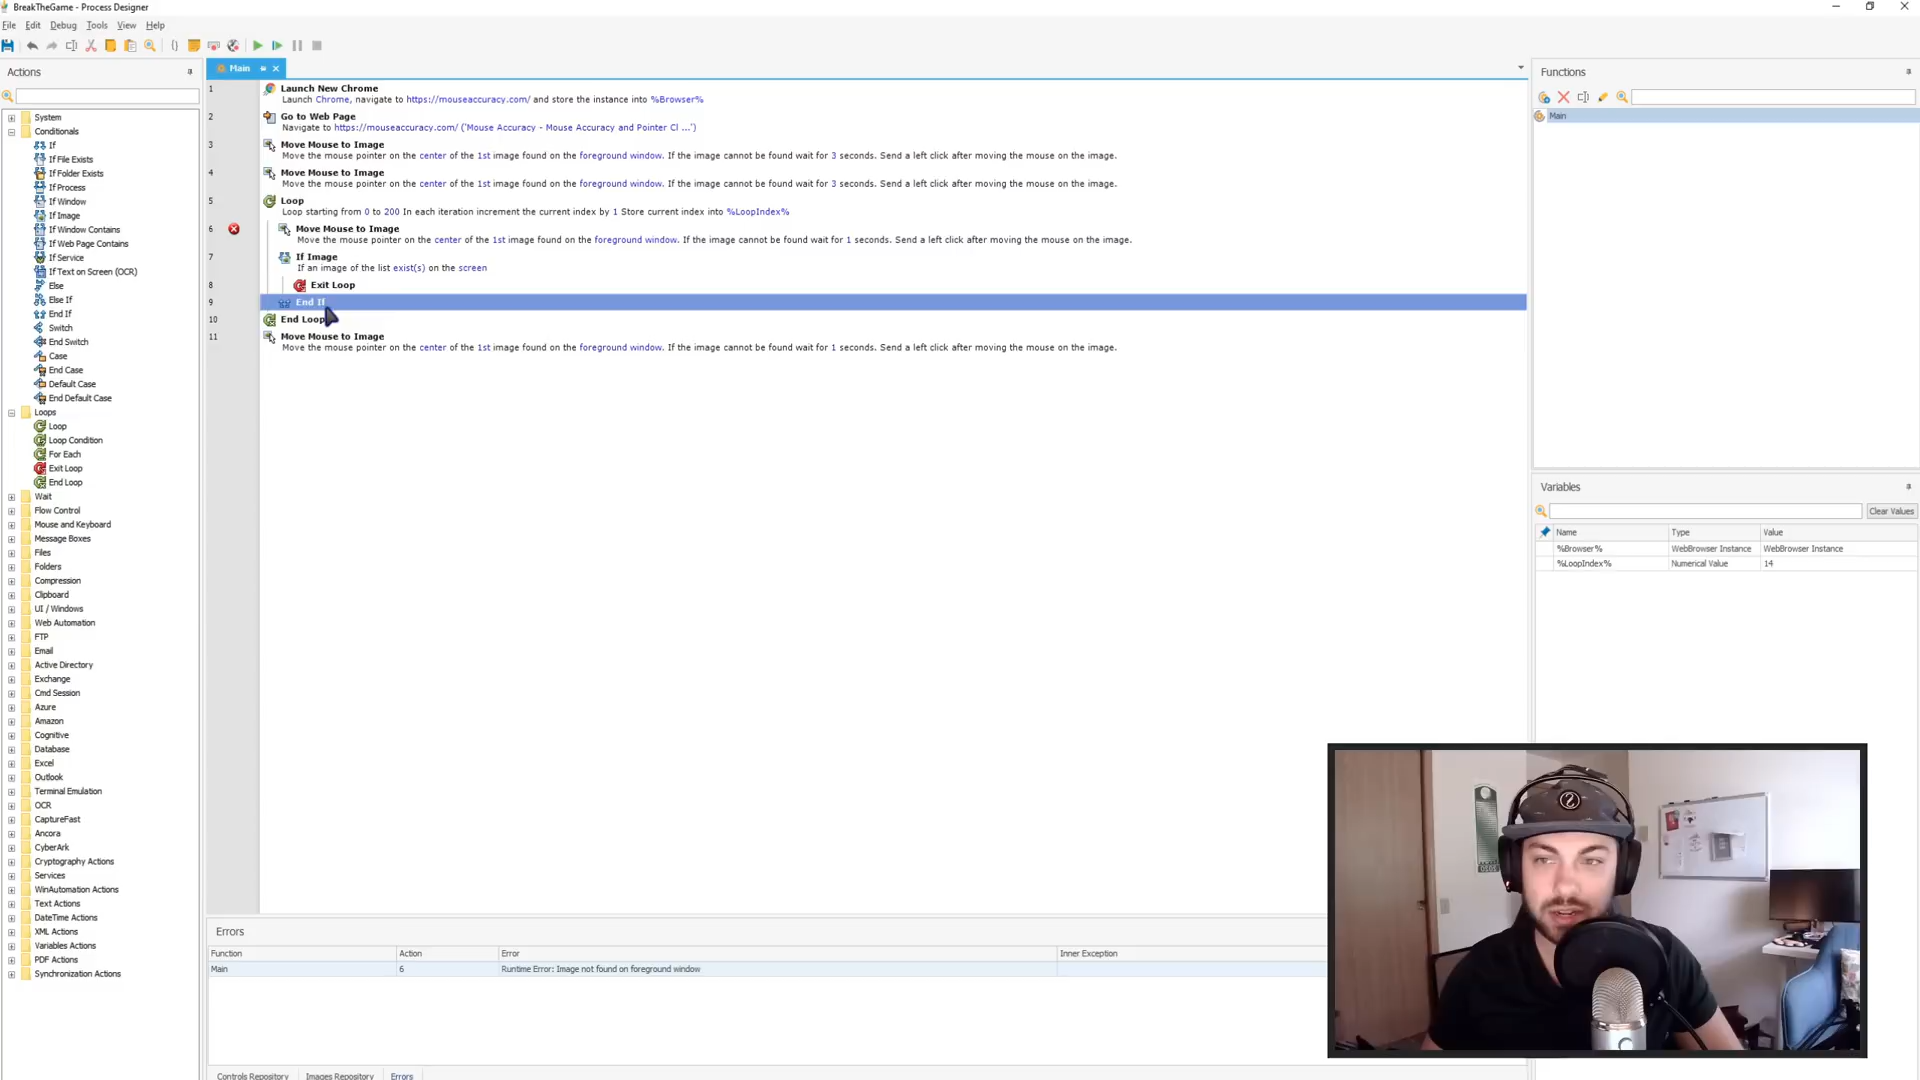 BreakTheGame - Process Designer
File Edit Debug Tools View Help
Actions
System
Conditionals
If
If File Exists
If Folder Exists
If Process
If Window
If Image
If Window Contains
If Web Page Contains
If Service
If Text on Screen (OCR)
Else
Else If
End If
Switch
End Switch
Case
End Case
Default Case
End Default Case
Loops
Loop
Loop Condition
For Each
Exit Loop
End Loop
Wait
Flow Control
Mouse and Keyboard
Message Boxes
Files
Folders
Compression
Clipboard
UI / Windows
Web Automation
FTP
Email
Active Directory
Exchange
Cmd Session
Azure
Amazon
Cognitive
Database
Excel
Outlook
Terminal Emulation
OCR
CaptureFast
Ancora
CyberArk
Cryptography Actions
Services
WinAutomation Actions
Text Actions
DateTime Actions
XML Actions
Variables Actions
PDF Actions
Synchronization Actions
Main
1 Launch New Chrome
Launch Chrome, navigate to https://mouseaccuracy.com/ and store the instance into %Browser%
2 Go to Web Page
Navigate to https://mouseaccuracy.com/ ('Mouse Accuracy - Mouse Accuracy and Pointer Cl ...')
3 Move Mouse to Image
Move the mouse pointer on the center of the 1st image found on the foreground window. If the image cannot be found wait for 3 seconds. Send a left click after moving the mouse on the image.
4 Move Mouse to Image
Move the mouse pointer on the center of the 1st image found on the foreground window. If the image cannot be found wait for 3 seconds. Send a left click after moving the mouse on the image.
5 Loop
Loop starting from 0 to 200 In each iteration increment the current index by 1 Store current index into %LoopIndex%
6 Move Mouse to Image
Move the mouse pointer on the center of the 1st image found on the foreground window. If the image cannot be found wait for 1 seconds. Send a left click after moving the mouse on the image.
7 If Image
If an image of the list exist(s) on the screen
8 Exit Loop
9 End If
10 End Loop
11 Move Mouse to Image
Move the mouse pointer on the center of the 1st image found on the foreground window. If the image cannot be found wait for 1 seconds. Send a left click after moving the mouse on the image.
Errors
Function Action Error Inner Exception
Main 6 Runtime Error: Image not found on foreground window
Controls Repository Images Repository Errors
Functions
Main
Variables
Clear Values
Name Type Value
%Browser% WebBrowser Instance WebBrowser Instance
%LoopIndex% Numerical Value 14